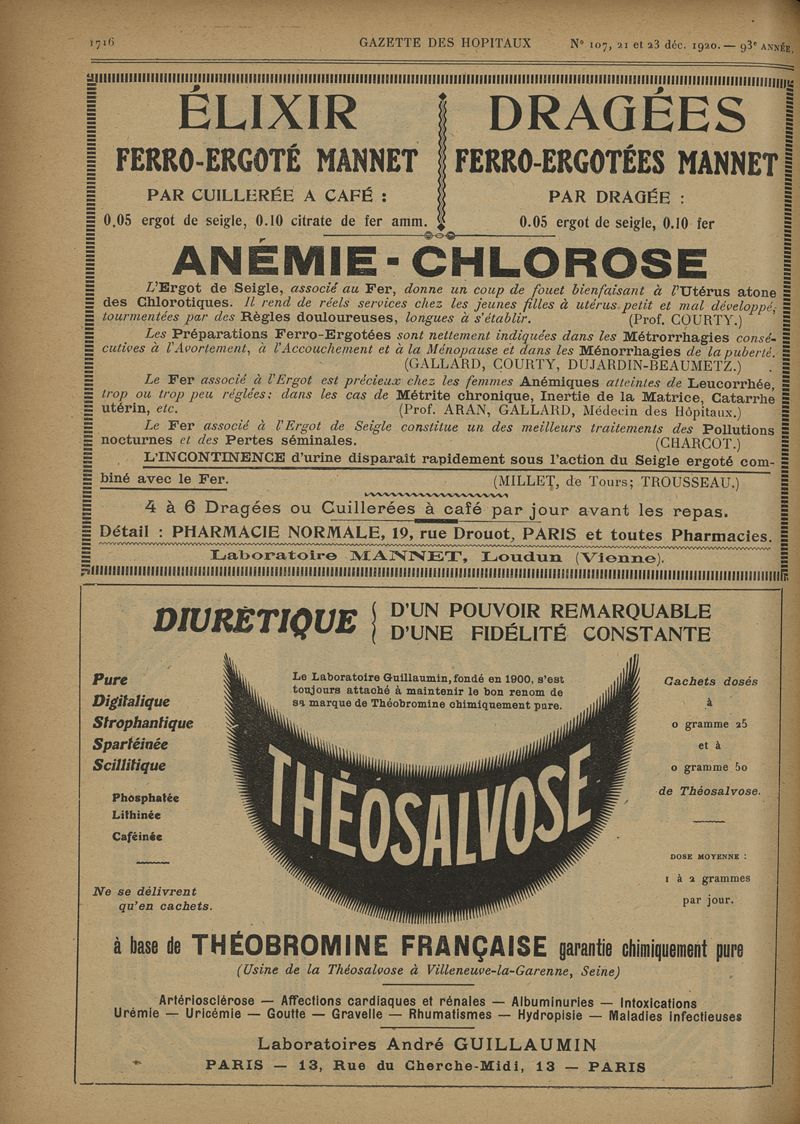 1716 GAZETTE DES HOPITAUX Nº 107, 21 et 23 déc. 1920. — 93e ANNÉE.
ÉLIXIR
FERRO-ERGOTÉ MANNET
PAR CUILLERÉE A CAFÉ :
0,05 ergot de seigle, 0.10 citrate de fer amm.
DRAGÉES
FERRO-ERGOTÉES MANNET
PAR DRAGÉE :
0.05 ergot de seigle, 0.10 fer
ANÉMIE - CHLOROSE
L'Ergot de Seigle, associé au Fer, donne un coup de fouet bienfaisant à l'Utérus atone
des Chlorotiques. Il rend de réels services chez les jeunes filles à utérus petit et mal développé,
tourmentées par des Règles douloureuses, longues à s'établir. (Prof. COURTY.)
Les Préparations Ferro-Ergotées sont nettement indiquées dans les Métrorrhagies consé-
cutives à l'Avortement, à l'Accouchement et à la Ménopause et dans les Ménorrhagies de la puberté.
(GALLARD, COURTY, DUJARDIN-BEAUMETZ.)
Le Fer associé à l'Ergot est précieux chez les femmes Anémiques atteintes de Leucorrhée,
trop ou trop peu réglées; dans les cas de Métrite chronique, Inertie de la Matrice, Catarrhe
utérin, etc. (Prof. ARAN, GALLARD, Médecin des Hôpitaux.)
Le Fer associé à l'Ergot de Seigle constitue un des meilleurs traitements des Pollutions
nocturnes et des Pertes séminales. (CHARCOT.)
L'INCONTINENCE d'urine disparait rapidement sous l'action du Seigle ergoté com-
biné avec le Fer. (MILLET, de Tours; TROUSSEAU.)
4 à 6 Dragées ou Cuillerées à café par jour avant les repas.
Détail : PHARMACIE NORMALE, 19, rue Drouot, PARIS et toutes Pharmacies.
Laboratoire MANNET, Loudun (Vienne).
DIURÉTIQUE { D'UN POUVOIR REMARQUABLE
D'UNE FIDÉLITÉ CONSTANTE
Pure
Digitalique
Strophantique
Spartéinée
Scillitique
Phosphatée
Lithinée
Caféinée
Ne se délivrent
qu'en cachets.
Le Laboratoire Guillaumin, fondé en 1900, s'est
toujours attaché à maintenir le bon renom de
sa marque de Théobromine chimiquement pure.
THÉOSALVOSE
Cachets dosés
à
0 gramme 25
et à
0 gramme 50
de Théosalvose.
DOSE MOYENNE :
1 à 2 grammes
par jour.
à base de THÉOBROMINE FRANÇAISE garantie chimiquement pure
(Usine de la Théosalvose à Villeneuve-la-Garenne, Seine)
Artériosclérose — Affections cardiaques et rénales — Albuminuries — Intoxications
Urémie — Uricémie — Goutte — Gravelle — Rhumatismes — Hydropisie — Maladies infectieuses
Laboratoires André GUILLAUMIN
PARIS — 13, Rue du Cherche-Midi, 13 — PARIS